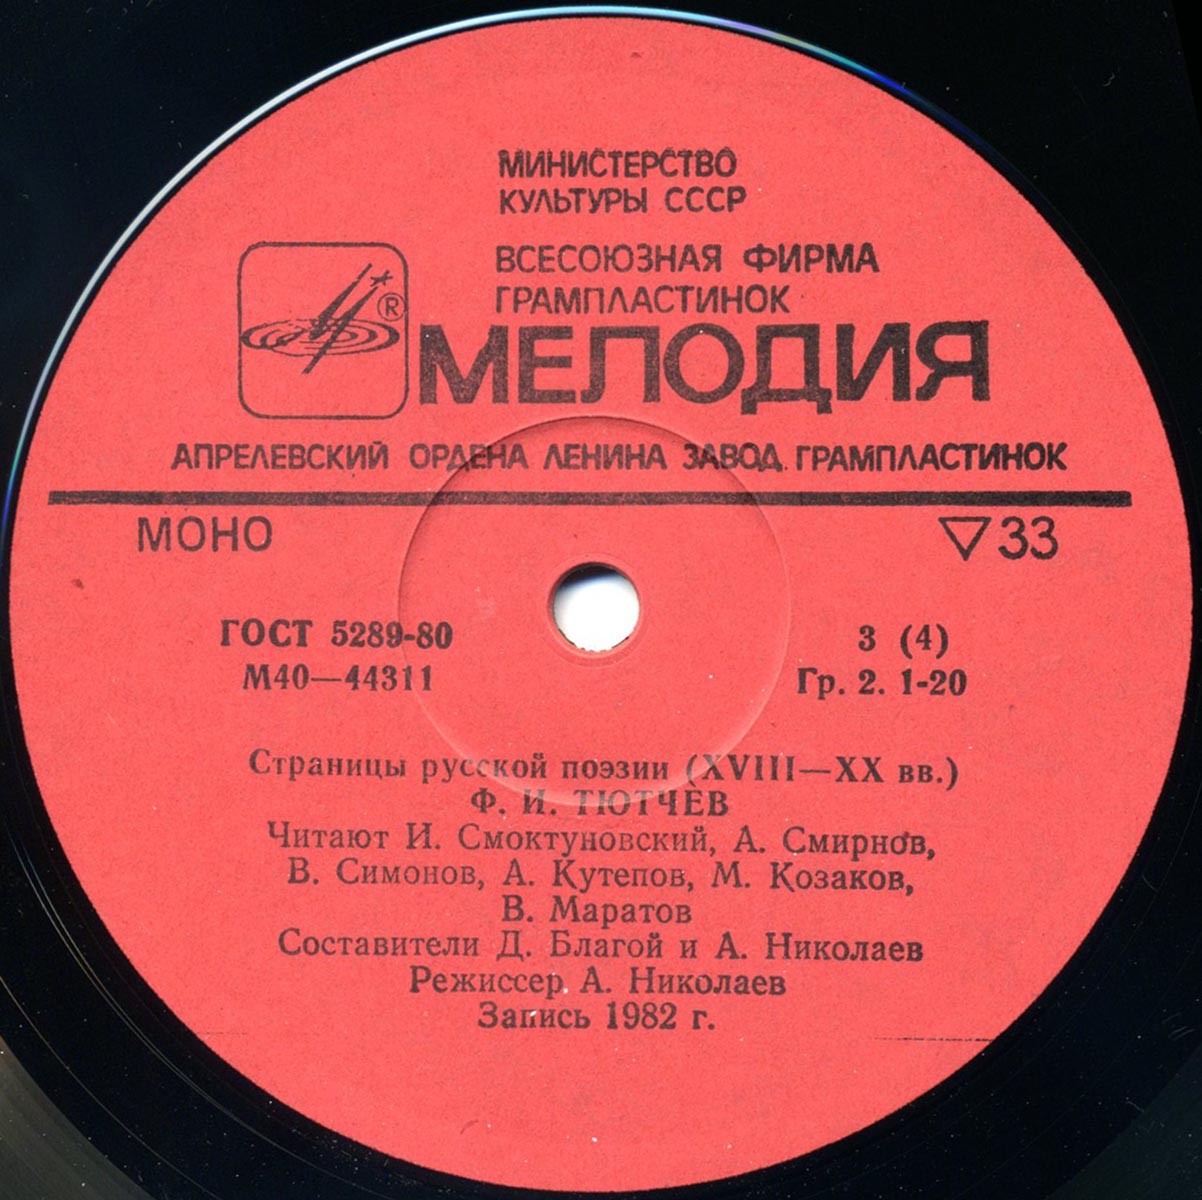 МИНИСТЕРСТВО
КУЛЬТУРЫ СССР
ВСЕСОЮЗНАЯ ФИРМА
ГРАМПЛАСТИНОК
®
МЕЛОДИЯ
АПРЕЛЕВСКИЙ ОРДЕНА ЛЕНИНА ЗАВОД ГРАМПЛАСТИНОК
МОНО
▽33
ГОСТ 5289-80
3 (4)
М40—44311
Гр. 2. 1-20
Страницы русской поэзии (XVIII—XX вв.)
Ф. И. ТЮТЧЕВ
Читают И. Смоктуновский, А. Смирнов,
В. Симонов, А. Кутепов, М. Козаков,
В. Маратов
Составители Д. Благой и А. Николаев
Режиссер А. Николаев
Запись 1982 г.